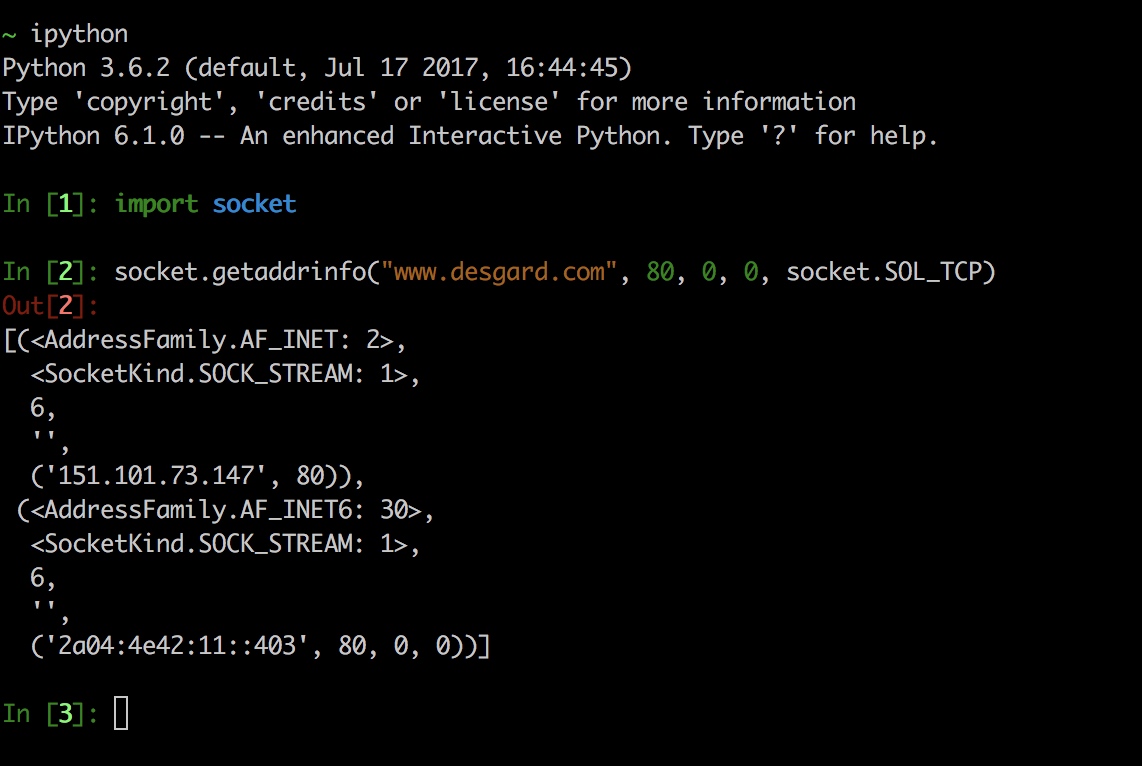 ~ ipython
Python 3.6.2 (default, Jul 17 2017, 16:44:45)
Type 'copyright', 'credits' or 'license' for more information
IPython 6.1.0 -- An enhanced Interactive Python. Type '?' for help.
In [1]: import socket
In [2]: socket.getaddrinfo("www.desgard.com", 80, 0, 0, socket.SOL_TCP)
Out[2]:
[(<AddressFamily.AF_INET: 2>,
  <SocketKind.SOCK_STREAM: 1>,
  6,
  '',
  ('151.101.73.147', 80)),
 (<AddressFamily.AF_INET6: 30>,
  <SocketKind.SOCK_STREAM: 1>,
  6,
  '',
  ('2a04:4e42:11::403', 80, 0, 0))]
In [3]: